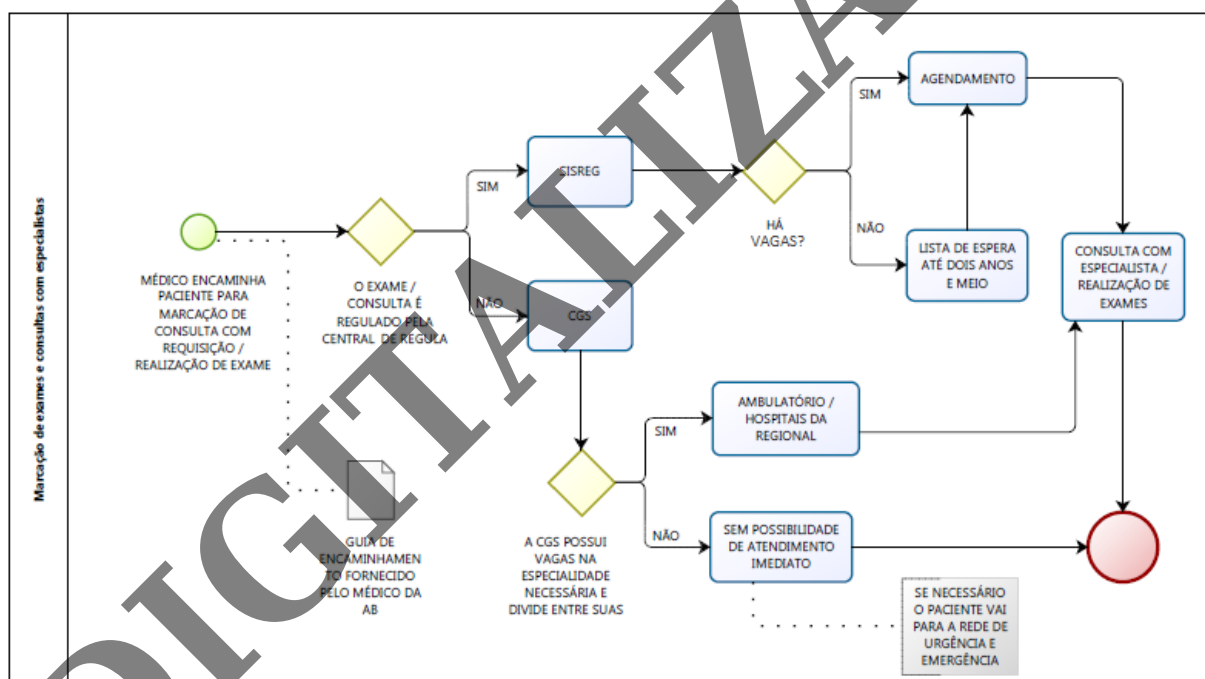 Marcação de exames e consultas com especialistas
MÉDICO ENCAMINHA
PACIENTE PARA
MARCAÇÃO DE
CONSULTA COM
REQUISIÇÃO /
REALIZAÇÃO DE EXAME
GUIA DE
ENCAMINHAMEN
TO FORNECIDO
PELO MÉDICO DA
AB
O EXAME /
CONSULTA É
REGULADO PELA
CENTRAL DE REGULA
SIM
SISREG
NÃO
CGS
HÁ
VAGAS?
SIM
AGENDAMENTO
NÃO
LISTA DE ESPERA
ATÉ DOIS ANOS
E MEIO
CONSULTA COM
ESPECIALISTA /
REALIZAÇÃO DE
EXAMES
A CGS POSSUI
VAGAS NA
ESPECIALIDADE
NECESSÁRIA E
DIVIDE ENTRE SUAS
SIM
AMBULATÓRIO /
HOSPITAIS DA
REGIONAL
NÃO
SEM POSSIBILIDADE
DE ATENDIMENTO
IMEDIATO
SE NECESSÁRIO
O PACIENTE VAI
PARA A REDE DE
URGÊNCIA E
EMERGÊNCIA
DIGITALIZA